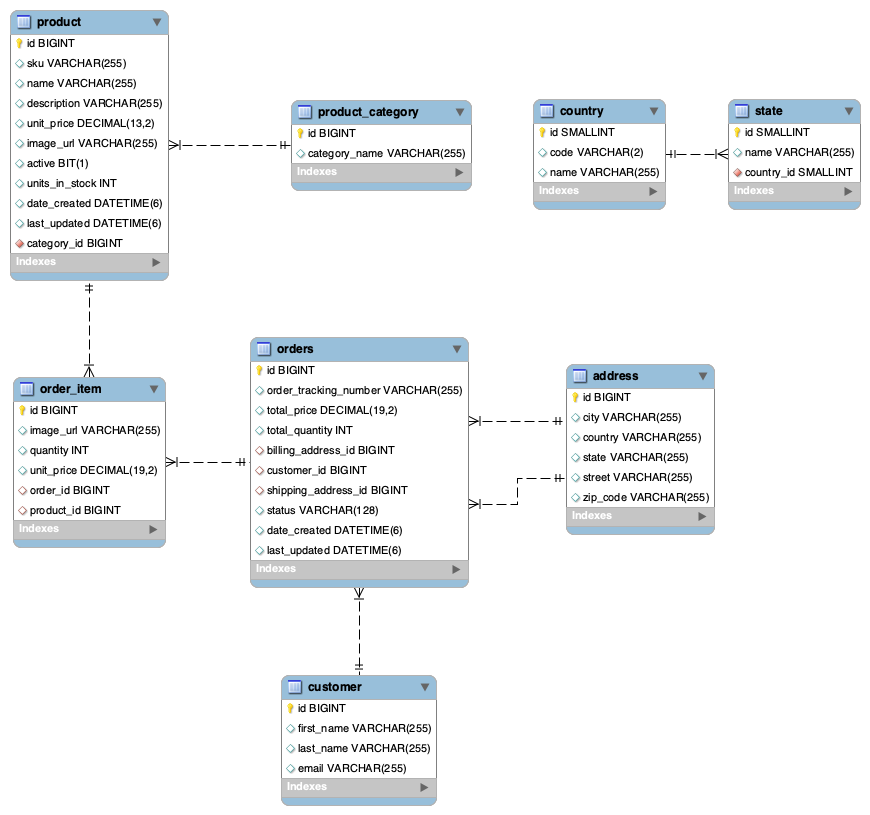 product
id BIGINT
sku VARCHAR(255)
name VARCHAR(255)
description VARCHAR(255)
unit_price DECIMAL(13,2)
image_url VARCHAR(255)
active BIT(1)
units_in_stock INT
date_created DATETIME(6)
last_updated DATETIME(6)
category_id BIGINT
Indexes
product_category
id BIGINT
category_name VARCHAR(255)
Indexes
country
id SMALLINT
code VARCHAR(2)
name VARCHAR(255)
Indexes
state
id SMALLINT
name VARCHAR(255)
country_id SMALLINT
Indexes
order_item
id BIGINT
image_url VARCHAR(255)
quantity INT
unit_price DECIMAL(19,2)
order_id BIGINT
product_id BIGINT
Indexes
orders
id BIGINT
order_tracking_number VARCHAR(255)
total_price DECIMAL(19,2)
total_quantity INT
billing_address_id BIGINT
customer_id BIGINT
shipping_address_id BIGINT
status VARCHAR(128)
date_created DATETIME(6)
last_updated DATETIME(6)
Indexes
address
id BIGINT
city VARCHAR(255)
country VARCHAR(255)
state VARCHAR(255)
street VARCHAR(255)
zip_code VARCHAR(255)
Indexes
customer
id BIGINT
first_name VARCHAR(255)
last_name VARCHAR(255)
email VARCHAR(255)
Indexes